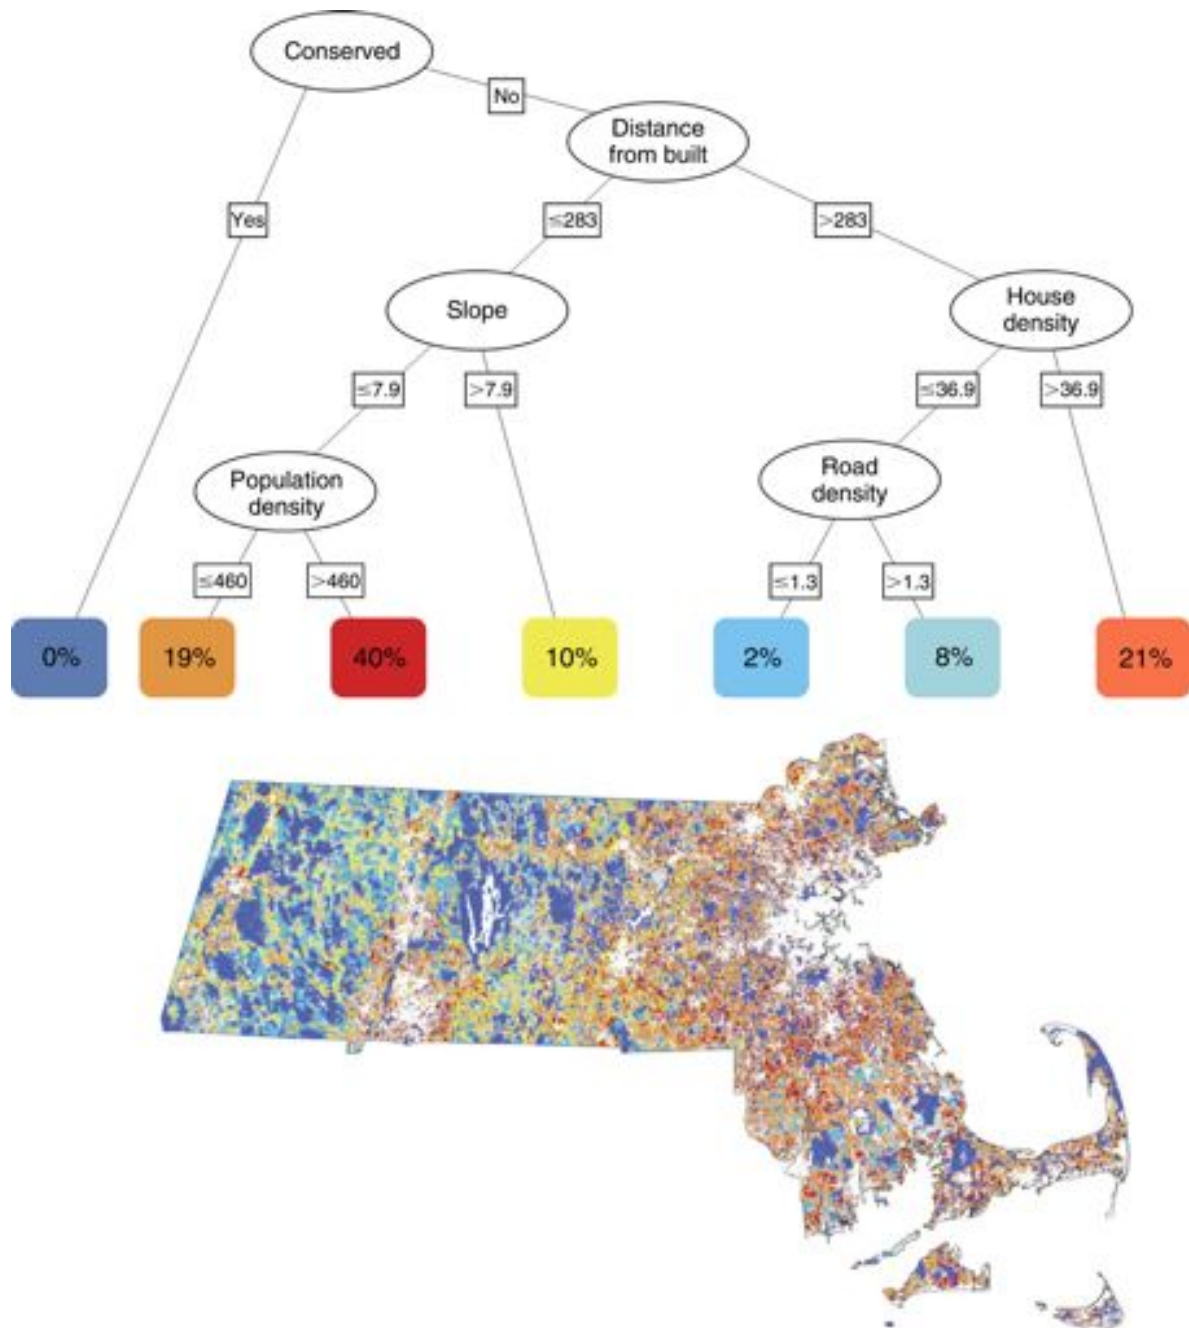 Conserved
No
Distance
from built
Yes
≤283
>283
Slope
House
density
≤7.9
>7.9
≤36.9
>36.9
Population
density
Road
density
≤460
>460
≤1.3
>1.3
0%
19%
40%
10%
2%
8%
21%